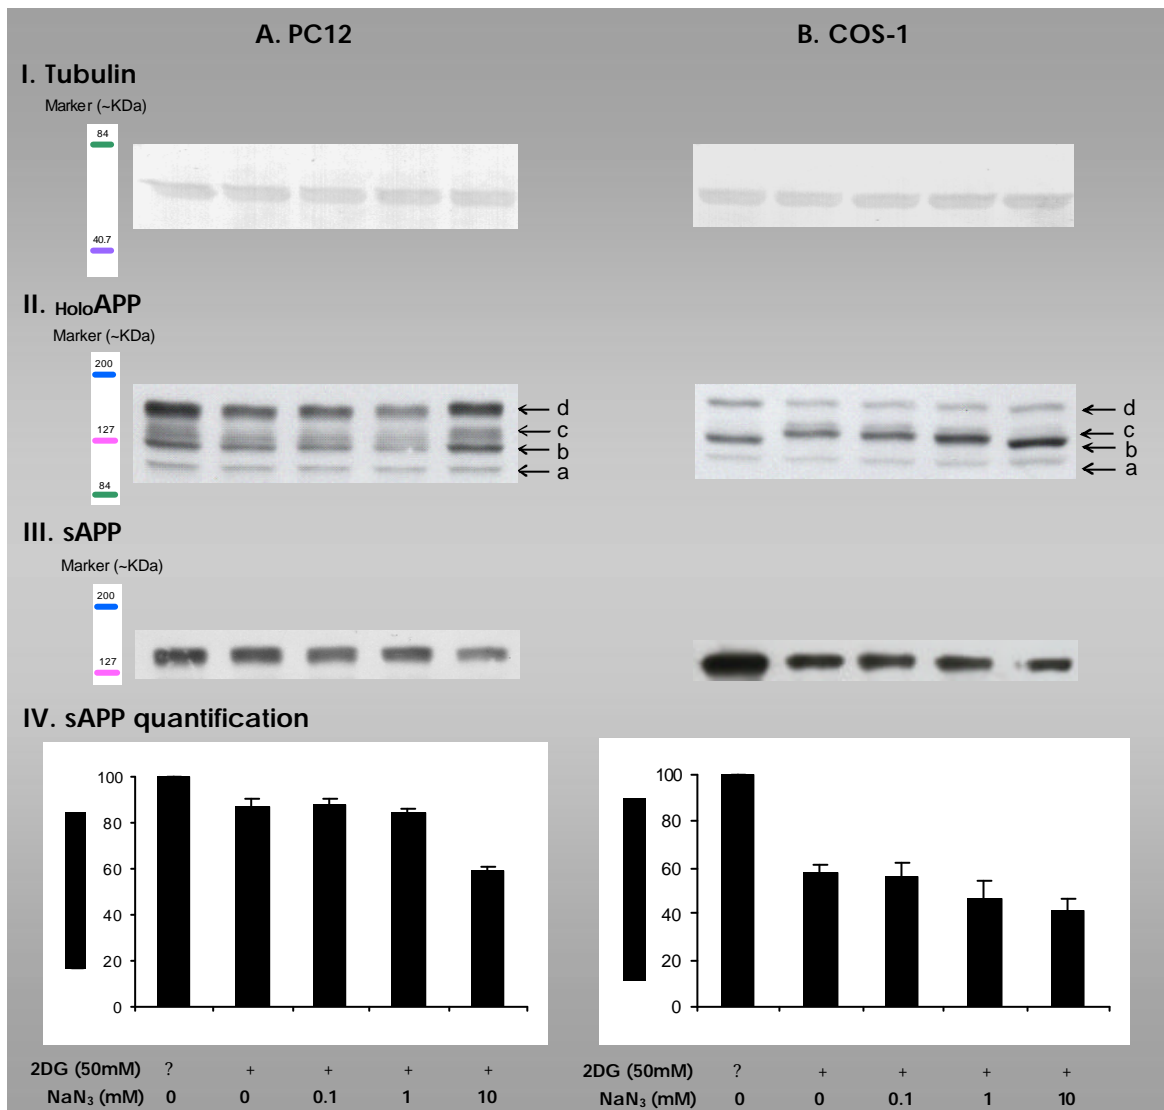 A. PC12
B. COS-1
I. Tubulin
Marker (~KDa)
84
40.7
II. HoloAPP
Marker (~KDa)
200
127
84
d
c
b
a
d
c
b
a
III. sAPP
Marker (~KDa)
200
127
IV. sAPP quantification
100
80
60
40
20
0
100
80
60
40
20
0
2DG (50mM) ? + + + +
NaN₃ (mM) 0 0 0.1 1 10
2DG (50mM) ? + + + +
NaN₃ (mM) 0 0 0.1 1 10